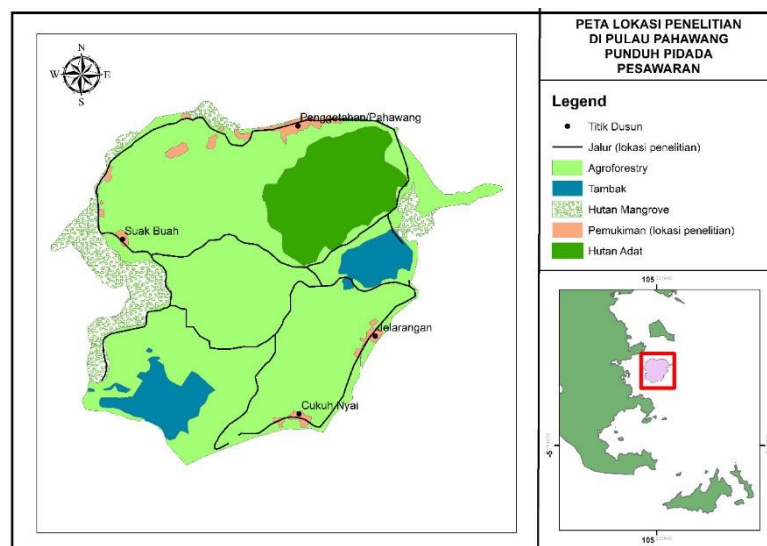 PETA LOKASI PENELITIAN
DI PULAU PAHAWANG
PUNDUH PIDADA
PESAWARAN
Legend
Titik Dusun
Jalur (lokasi penelitian)
Agroforestry
Tambak
Hutan Mangrove
Pemukiman (lokasi penelitian)
Hutan Adat
N
W
E
S
Penggetahan/Pahawang
Suak Buah
Jelarangan
Cukuh Nyai
105
-5
105